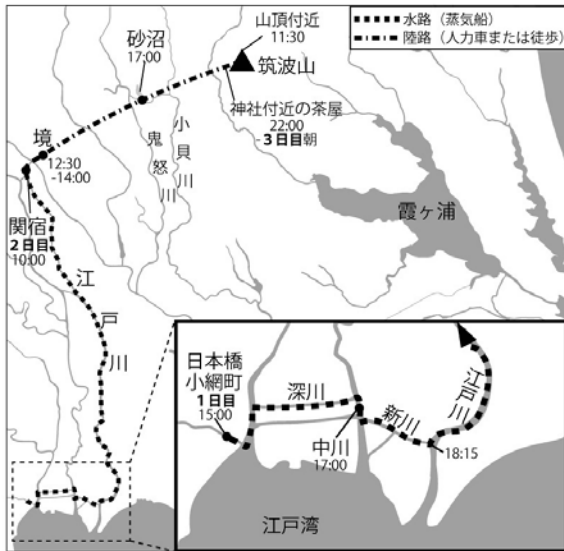 水路（蒸気船）
陸路（人力車または徒歩）
山頂付近
11:30
砂沼
17:00
筑波山
神社付近の茶屋
22:00
-３日目朝
境
12:30
-14:00
小貝川
鬼怒川
関宿
２日目
10:00
霞ヶ浦
江戸川
日本橋
小網町
１日目
15:00
深川
中川
17:00
新川
江戸川
18:15
江戸湾